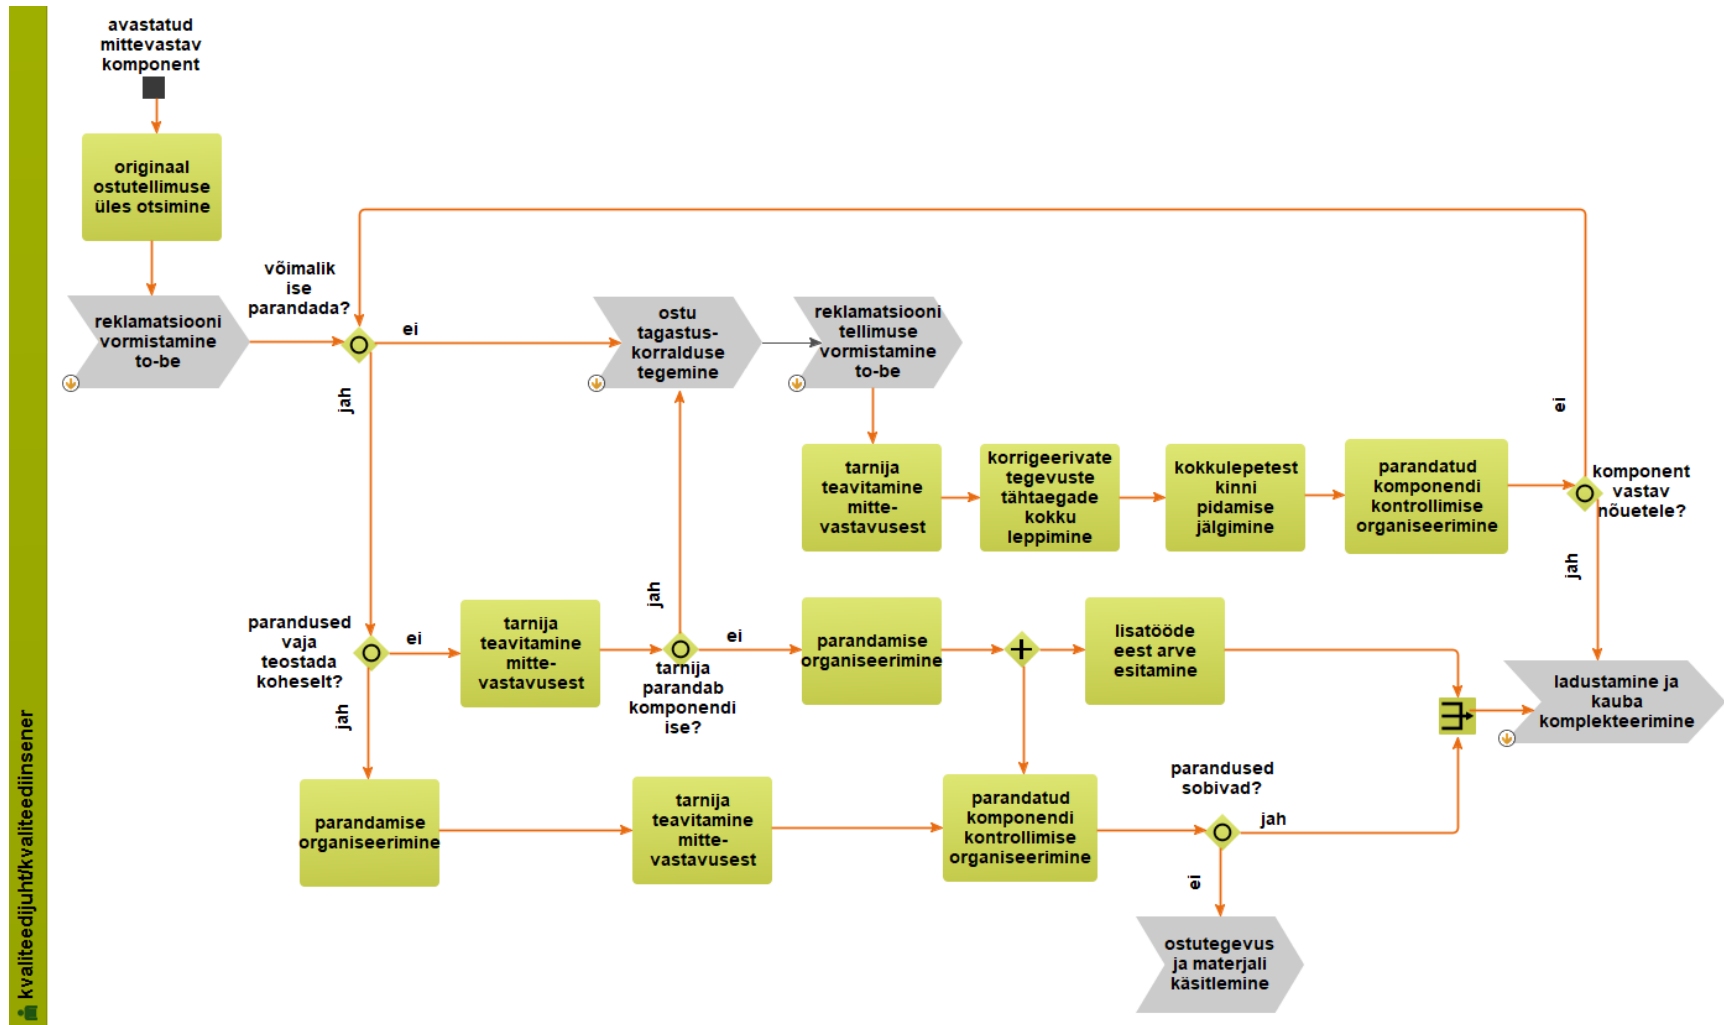 avastatud
mittevastav
komponent
originaal
ostutellimuse
üles otsimine
reklamatsiooni
vormistamine
to-be
võimalik
ise
parandada?
ei
jah
ostu
tagastus-
korralduse
tegemine
reklamatsiooni
tellimuse
vormistamine
to-be
tarnija
teavitamine
mitte-
vastavusest
korrigeerivate
tegevuste
tähtaegade
kokku
leppimine
kokkulepetest
kinni
pidamise
jälgimine
parandatud
komponendi
kontrollimise
organiseerimine
ei
komponent
vastav
nõuetele?
jah
parandused
vaja
teostada
koheselt?
ei
jah
tarnija
teavitamine
mitte-
vastavusest
jah
ei
tarnija
parandab
komponendi
ise?
parandamise
organiseerimine
lisatööde
eest arve
esitamine
ladustamine ja
kauba
komplekteerimine
parandamise
organiseerimine
tarnija
teavitamine
mitte-
vastavusest
parandatud
komponendi
kontrollimise
organiseerimine
parandused
sobivad?
jah
ei
ostutegevus
ja materjali
käsitlemine
kvaliteedijuht/kvaliteediinsener